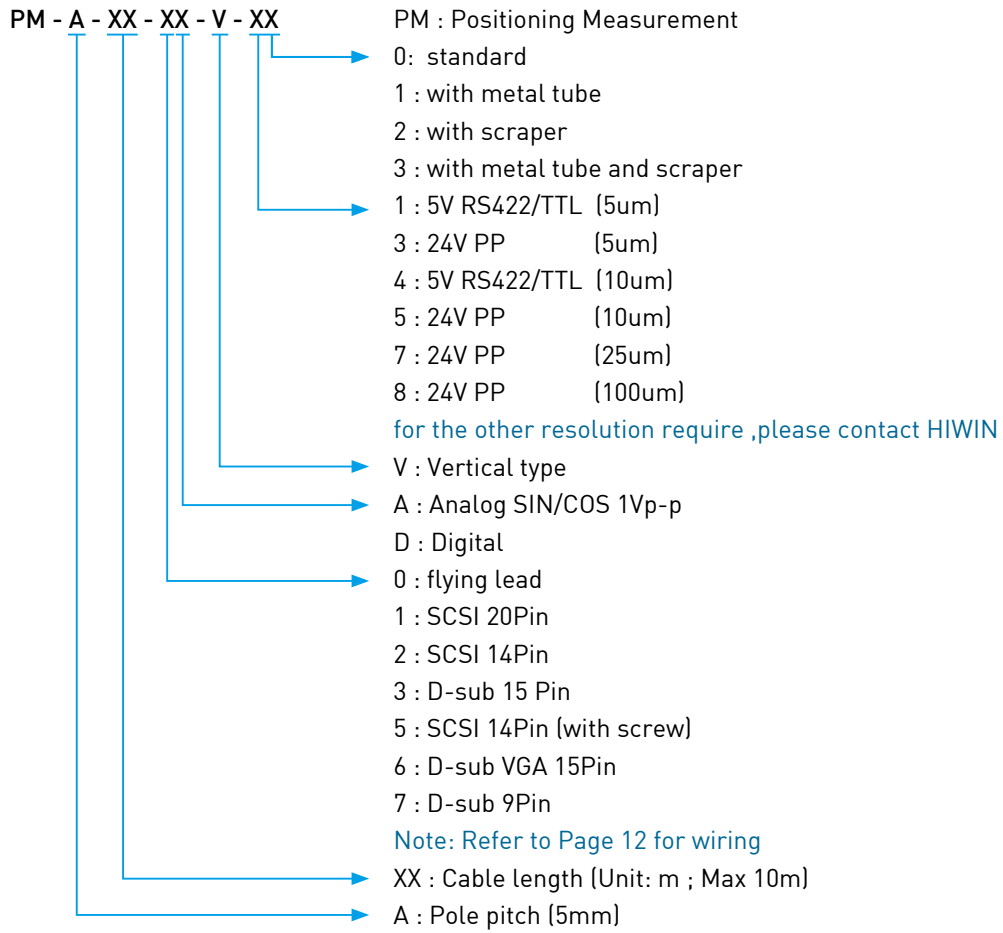 PM - A - XX - XX - V - XX PM : Positioning Measurement
0: standard
1 : with metal tube
2 : with scraper
3 : with metal tube and scraper
1 : 5V RS422/TTL (5um)
3 : 24V PP (5um)
4 : 5V RS422/TTL (10um)
5 : 24V PP (10um)
7 : 24V PP (25um)
8 : 24V PP (100um)
for the other resolution require ,please contact HIWIN
V : Vertical type
A : Analog SIN/COS 1Vp-p
D : Digital
0 : flying lead
1 : SCSI 20Pin
2 : SCSI 14Pin
3 : D-sub 15 Pin
5 : SCSI 14Pin (with screw)
6 : D-sub VGA 15Pin
7 : D-sub 9Pin
Note: Refer to Page 12 for wiring
XX : Cable length (Unit: m ; Max 10m)
A : Pole pitch (5mm)